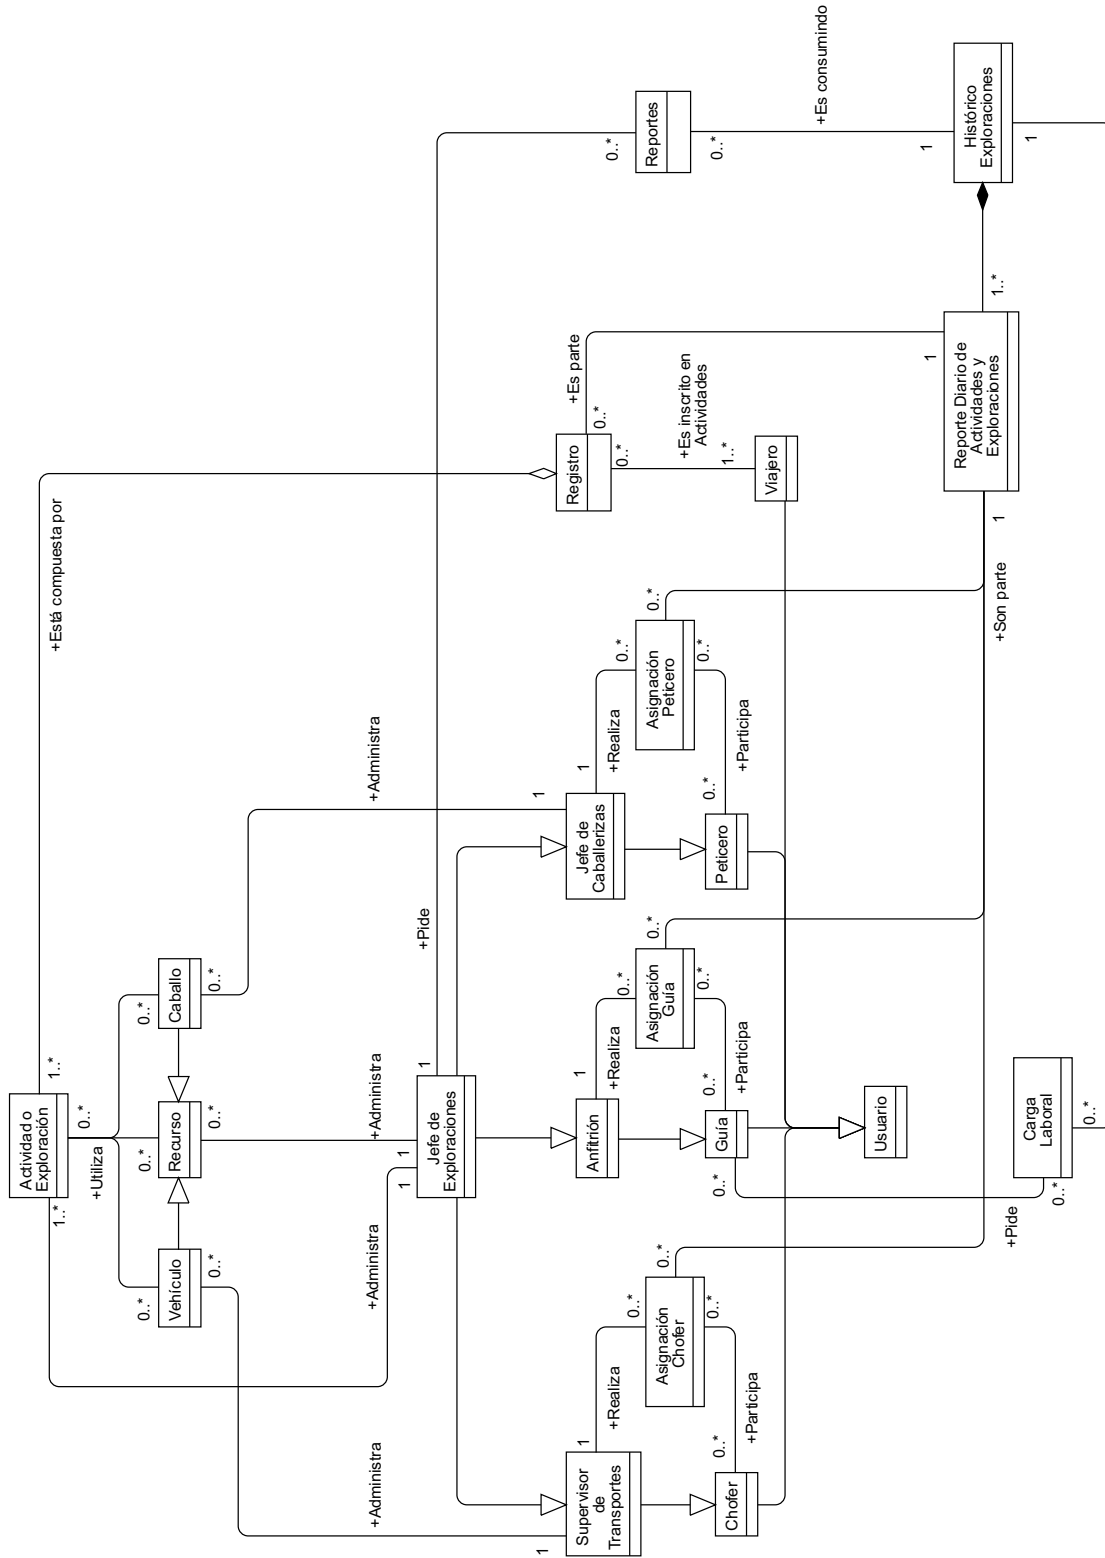 Actividad o
Exploración
1..*
1..*
0..*
+Utiliza
+Está compuesta por
0..*
0..*
0..*
Vehículo
Recurso
Caballo
0..*
0..*
0..*
+Administra
+Administra
+Administra
+Administra
1
1
1
Jefe de
Exploraciones
+Pide
0..*
Reportes
0..*
+Es consumindo
1
Histórico
Exploraciones
1
1
Supervisor
de
Transportes
1
+Realiza
Anfitrión
1
+Realiza
1
Jefe de
Caballerizas
1
+Realiza
Registro
0..*
0..*
+Es parte
+Es inscrito en
Actividades
1..*
Viajero
0..*
Asignación
Chofer
0..*
0..*
0..*
Asignación
Guía
0..*
0..*
0..*
Asignación
Peticero
0..*
0..*
Chofer
0..*
+Participa
Guía
0..*
0..*
+Participa
Peticero
0..*
+Participa
Usuario
1
Reporte Diario de
Actividades y
Exploraciones
1
1..*
+Son parte
+Pide
0..*
Carga
Laboral
0..*